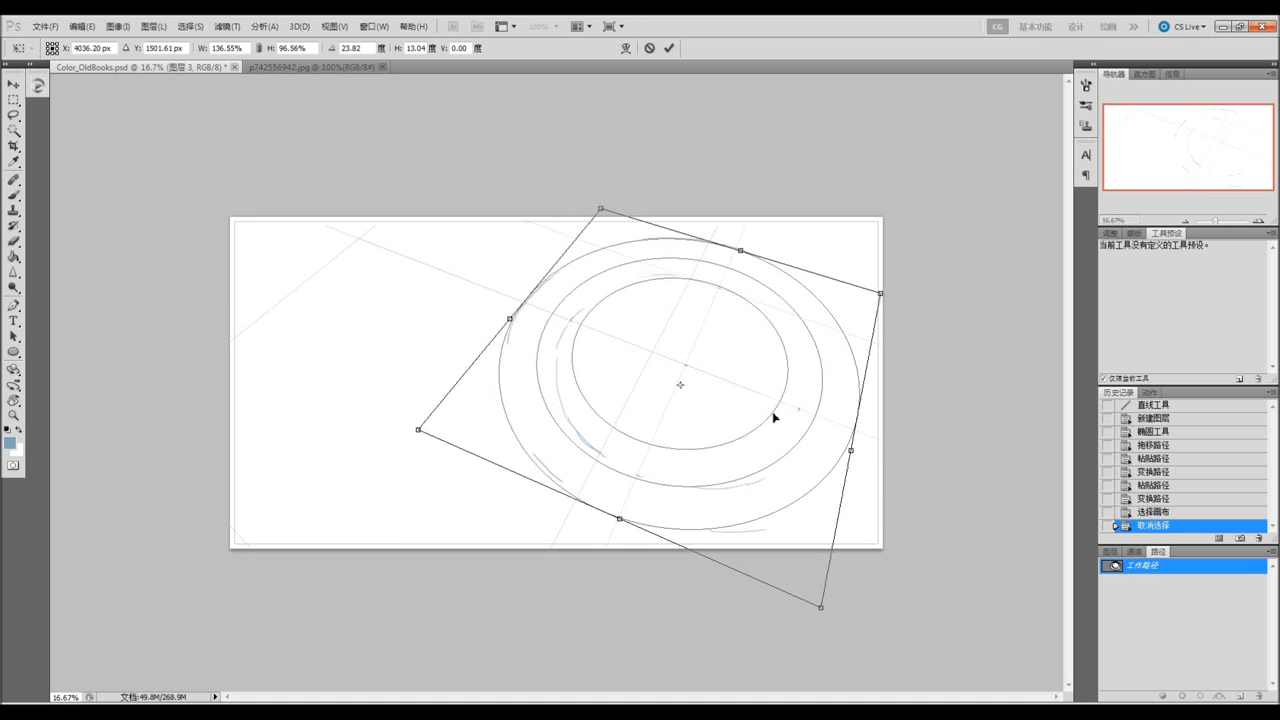 Ps 文件(F) 编辑(E) 图像(I) 图层(L) 选择(S) 滤镜(T) 分析(A) 3D(D) 视图(V) 窗口(W) 帮助(H) 100% CG 基本功能 设计 绘画 >> CS Live
X: 4036.20 px Y: 1501.61 px W: 136.55% H: 96.56% 23.82 度 H: 13.04 度 V: 0.00 度
Color_OldBooks.psd @ 16.7% (图层 3, RGB/8) * p742556942.jpg @ 100%(RGB/8#)
导航器 直方图 信息
16.67%
调整 蒙版 工具预设
当前工具没有定义的工具预设。
仅限当前工具
历史记录 动作
直线工具
新建图层
椭圆工具
拖移路径
粘贴路径
变换路径
粘贴路径
变换路径
选择画布
取消选择
图层 通道 路径
工作路径
16.67% 文档:49.8M/268.9M